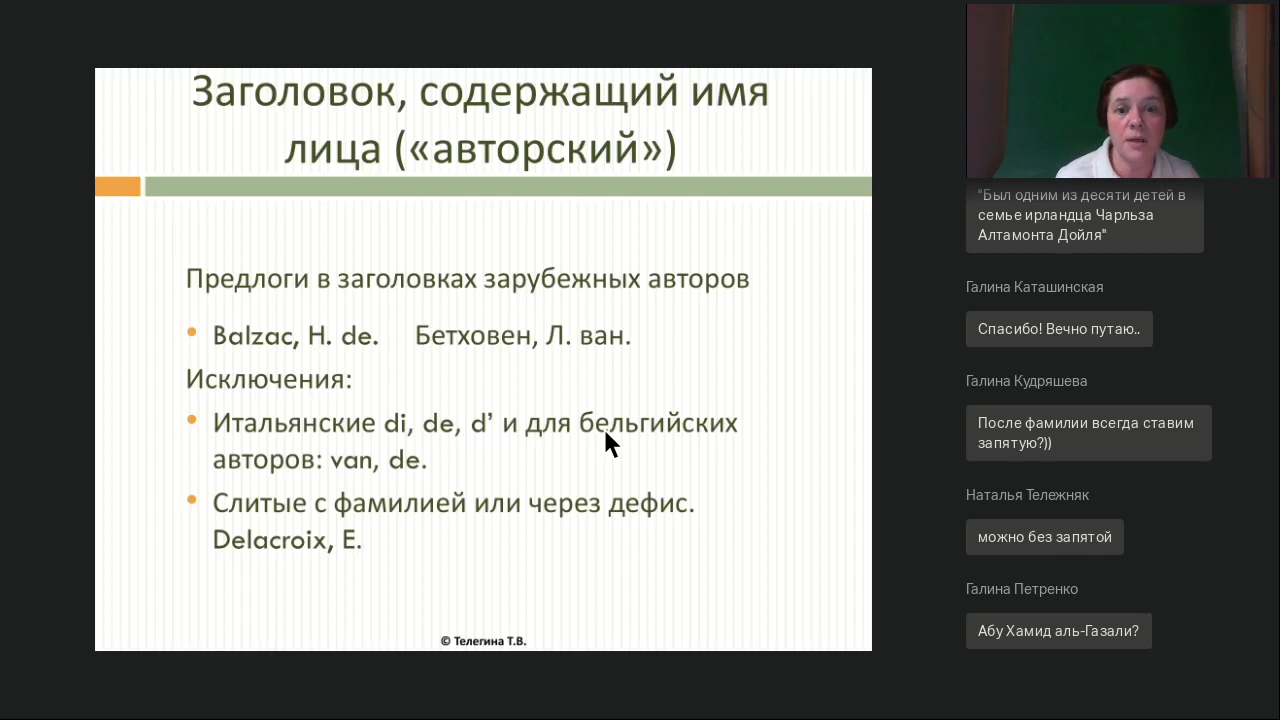 Заголовок, содержащий имя
лица («авторский»)
Предлоги в заголовках зарубежных авторов
• Balzac, H. de. Бетховен, Л. ван.
Исключения:
• Итальянские di, de, d’ и для бельгийских
авторов: van, de.
• Слитые с фамилией или через дефис.
Delacroix, E.
© Телегина Т.В.
"Был одним из десяти детей в
семье ирландца Чарльза
Алтамонта Дойля"
Галина Каташинская
Спасибо! Вечно путаю..
Галина Кудряшева
После фамилии всегда ставим
запятую?))
Наталья Тележняк
можно без запятой
Галина Петренко
Абу Хамид аль-Газали?